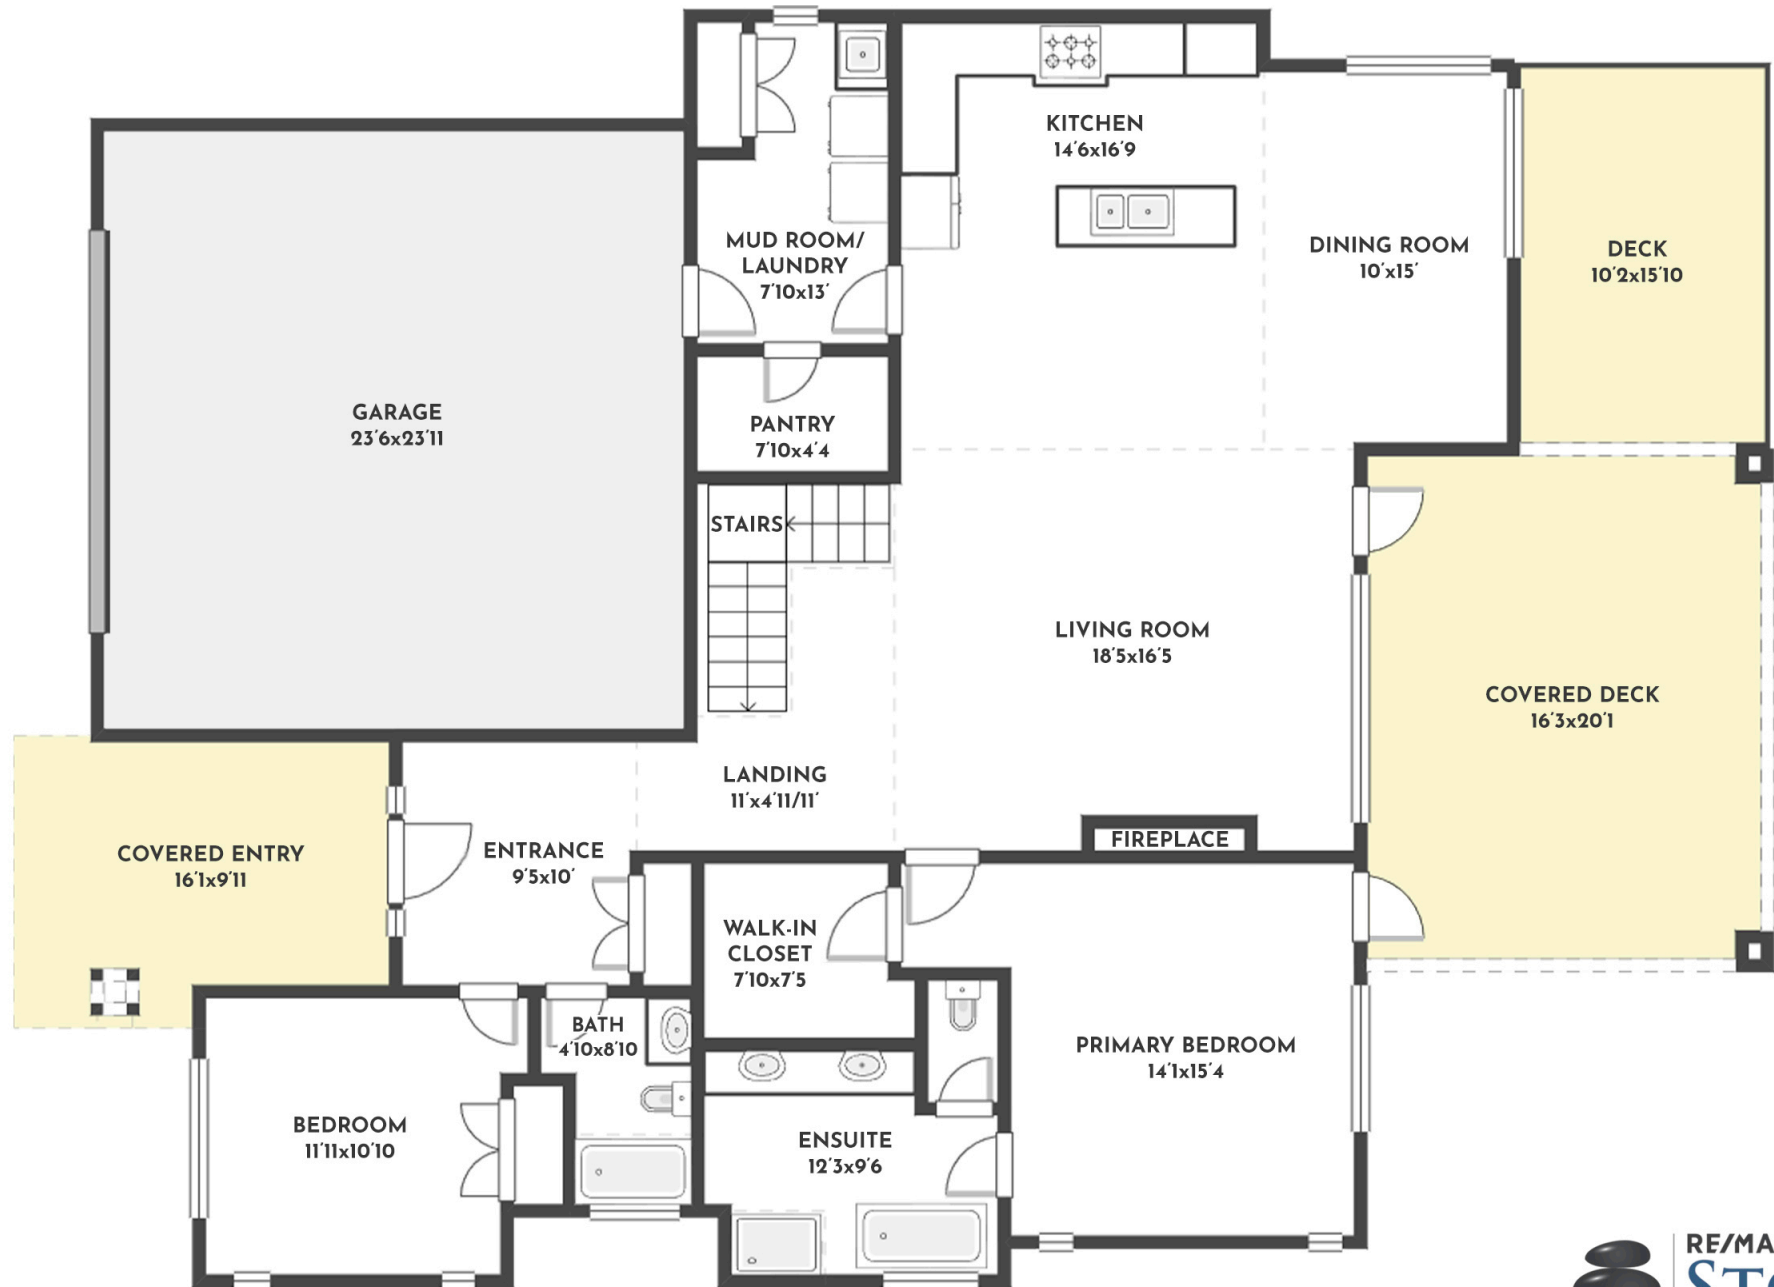 KITCHEN
14'6x16'9
MUD ROOM/
LAUNDRY
7'10x13'
DINING ROOM
10'x15'
DECK
10'2x15'10
GARAGE
23'6x23'11
PANTRY
7'10x4'4
STAIRS
LIVING ROOM
18'5x16'5
COVERED DECK
16'3x20'1
LANDING
11'x4'11/11'
FIREPLACE
COVERED ENTRY
16'1x9'11
ENTRANCE
9'5x10'
WALK-IN
CLOSET
7'10x7'5
BATH
4'10x8'10
PRIMARY BEDROOM
14'1x15'4
BEDROOM
11'11x10'10
ENSUITE
12'3x9'6
RE/MA